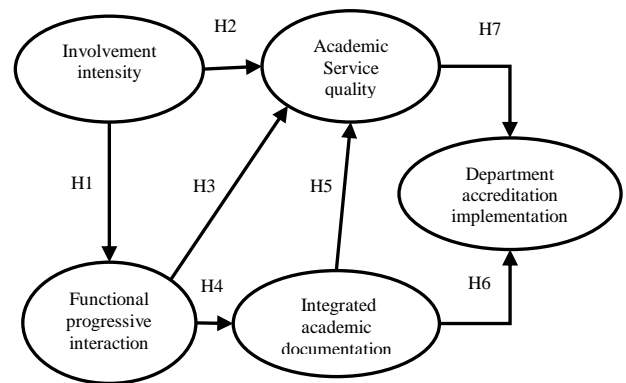 H2
H7
Involvement
intensity
Academic
Service
quality
H1
H3
H5
Department
accreditation
implementation
H4
H6
Functional
progressive
interaction
Integrated
academic
documentation